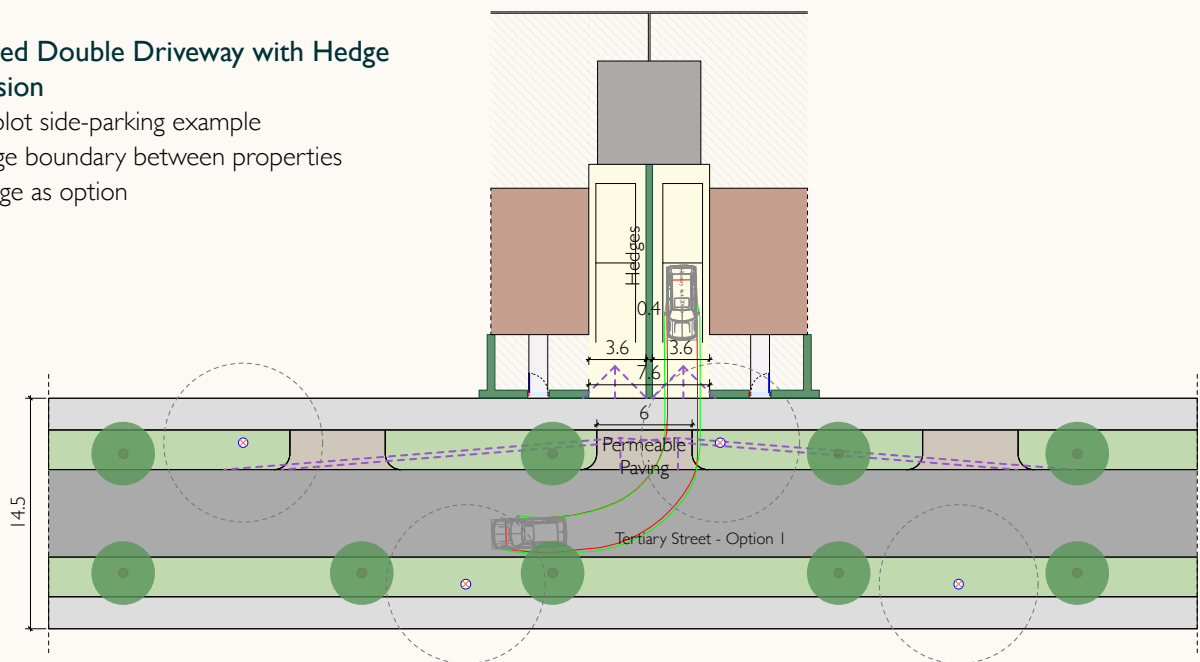 ed Double Driveway with Hedge
sion
plot side-parking example
ge boundary between properties
ge as option
Hedges
0.4
3.6
3.6
7.6
6
Permeable
Paving
14.5
Tertiary Street - Option 1